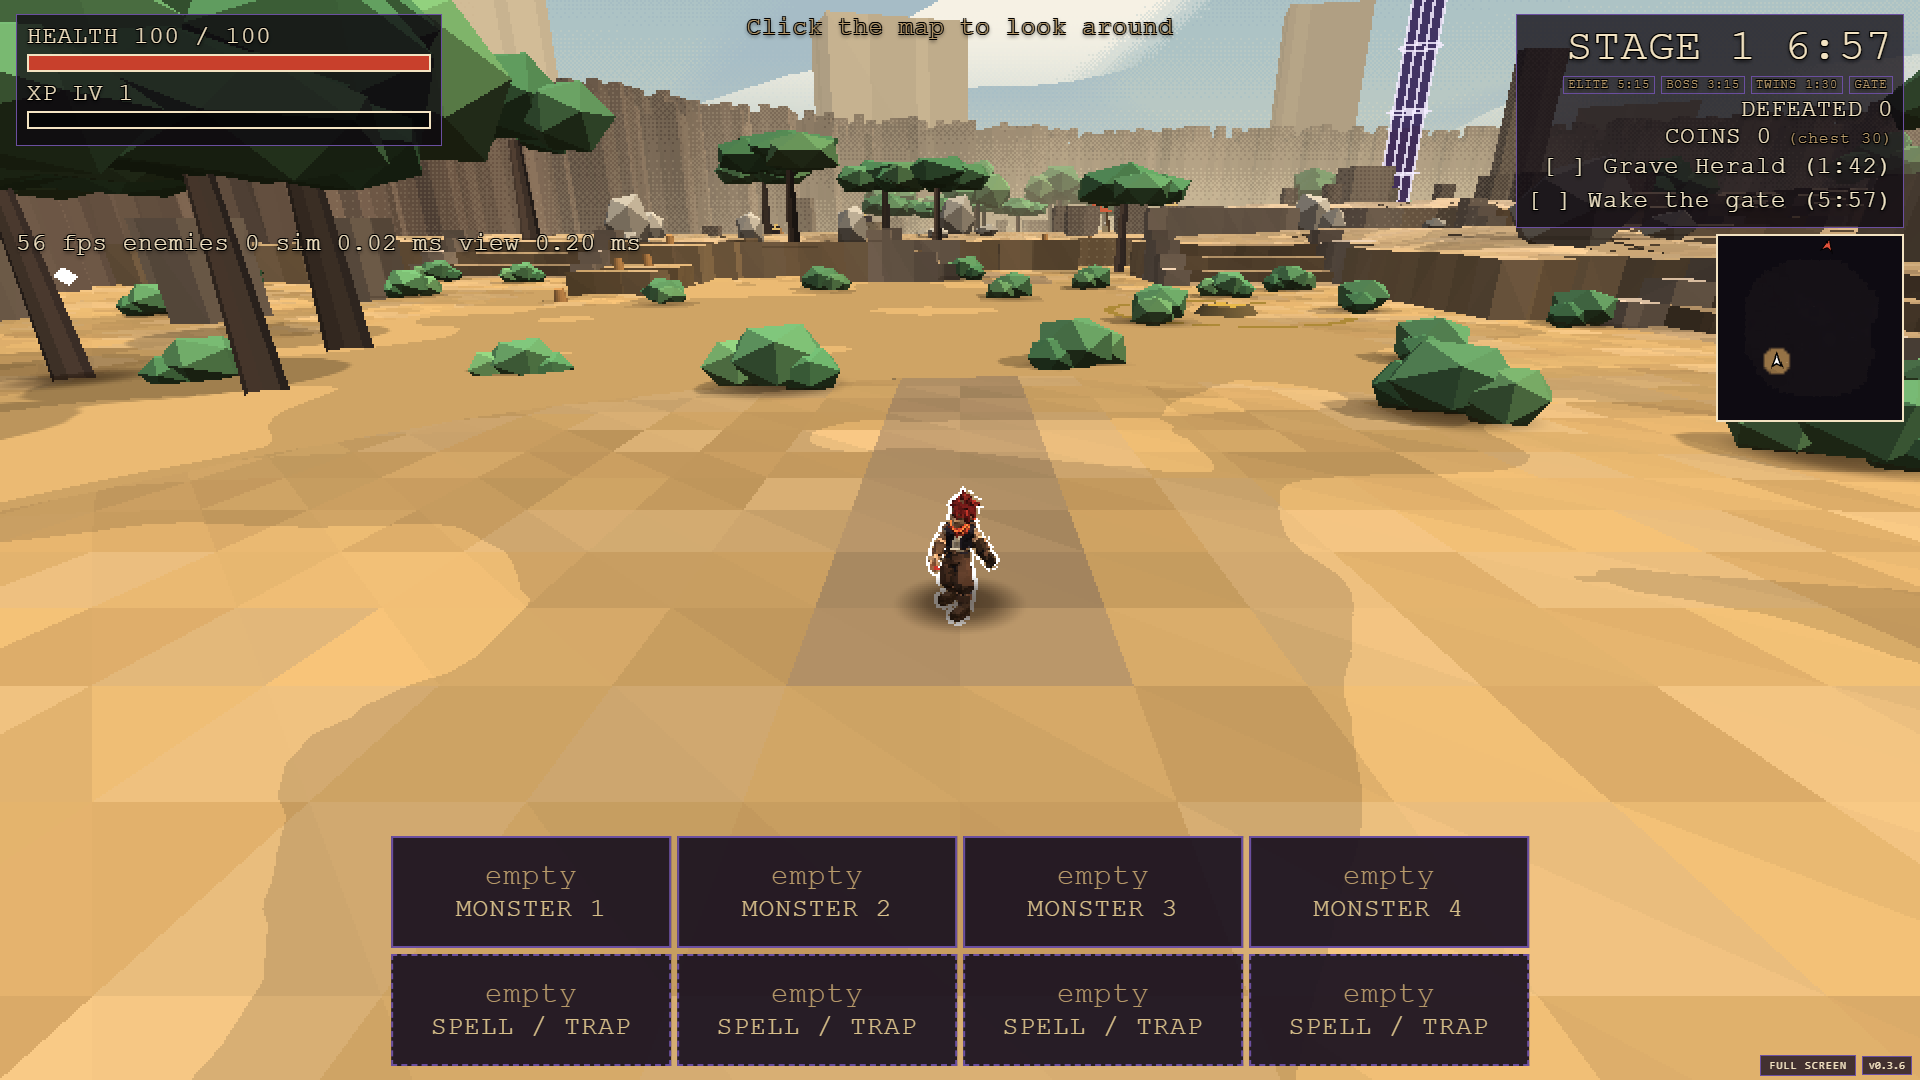 HEALTH 100 / 100
XP LV 1
56 fps enemies 0 sim 0.02 ms view 0.20 ms
Click the map to look around
STAGE 1 6:57
ELITE 5:15 BOSS 3:15 TWINS 1:30 GATE
DEFEATED 0
COINS 0 (chest 30)
[ ] Grave Herald (1:42)
[ ] Wake the gate (5:57)
empty empty empty empty
MONSTER 1 MONSTER 2 MONSTER 3 MONSTER 4
empty empty empty empty
SPELL / TRAP SPELL / TRAP SPELL / TRAP SPELL / TRAP
FULL SCREEN v0.3.6